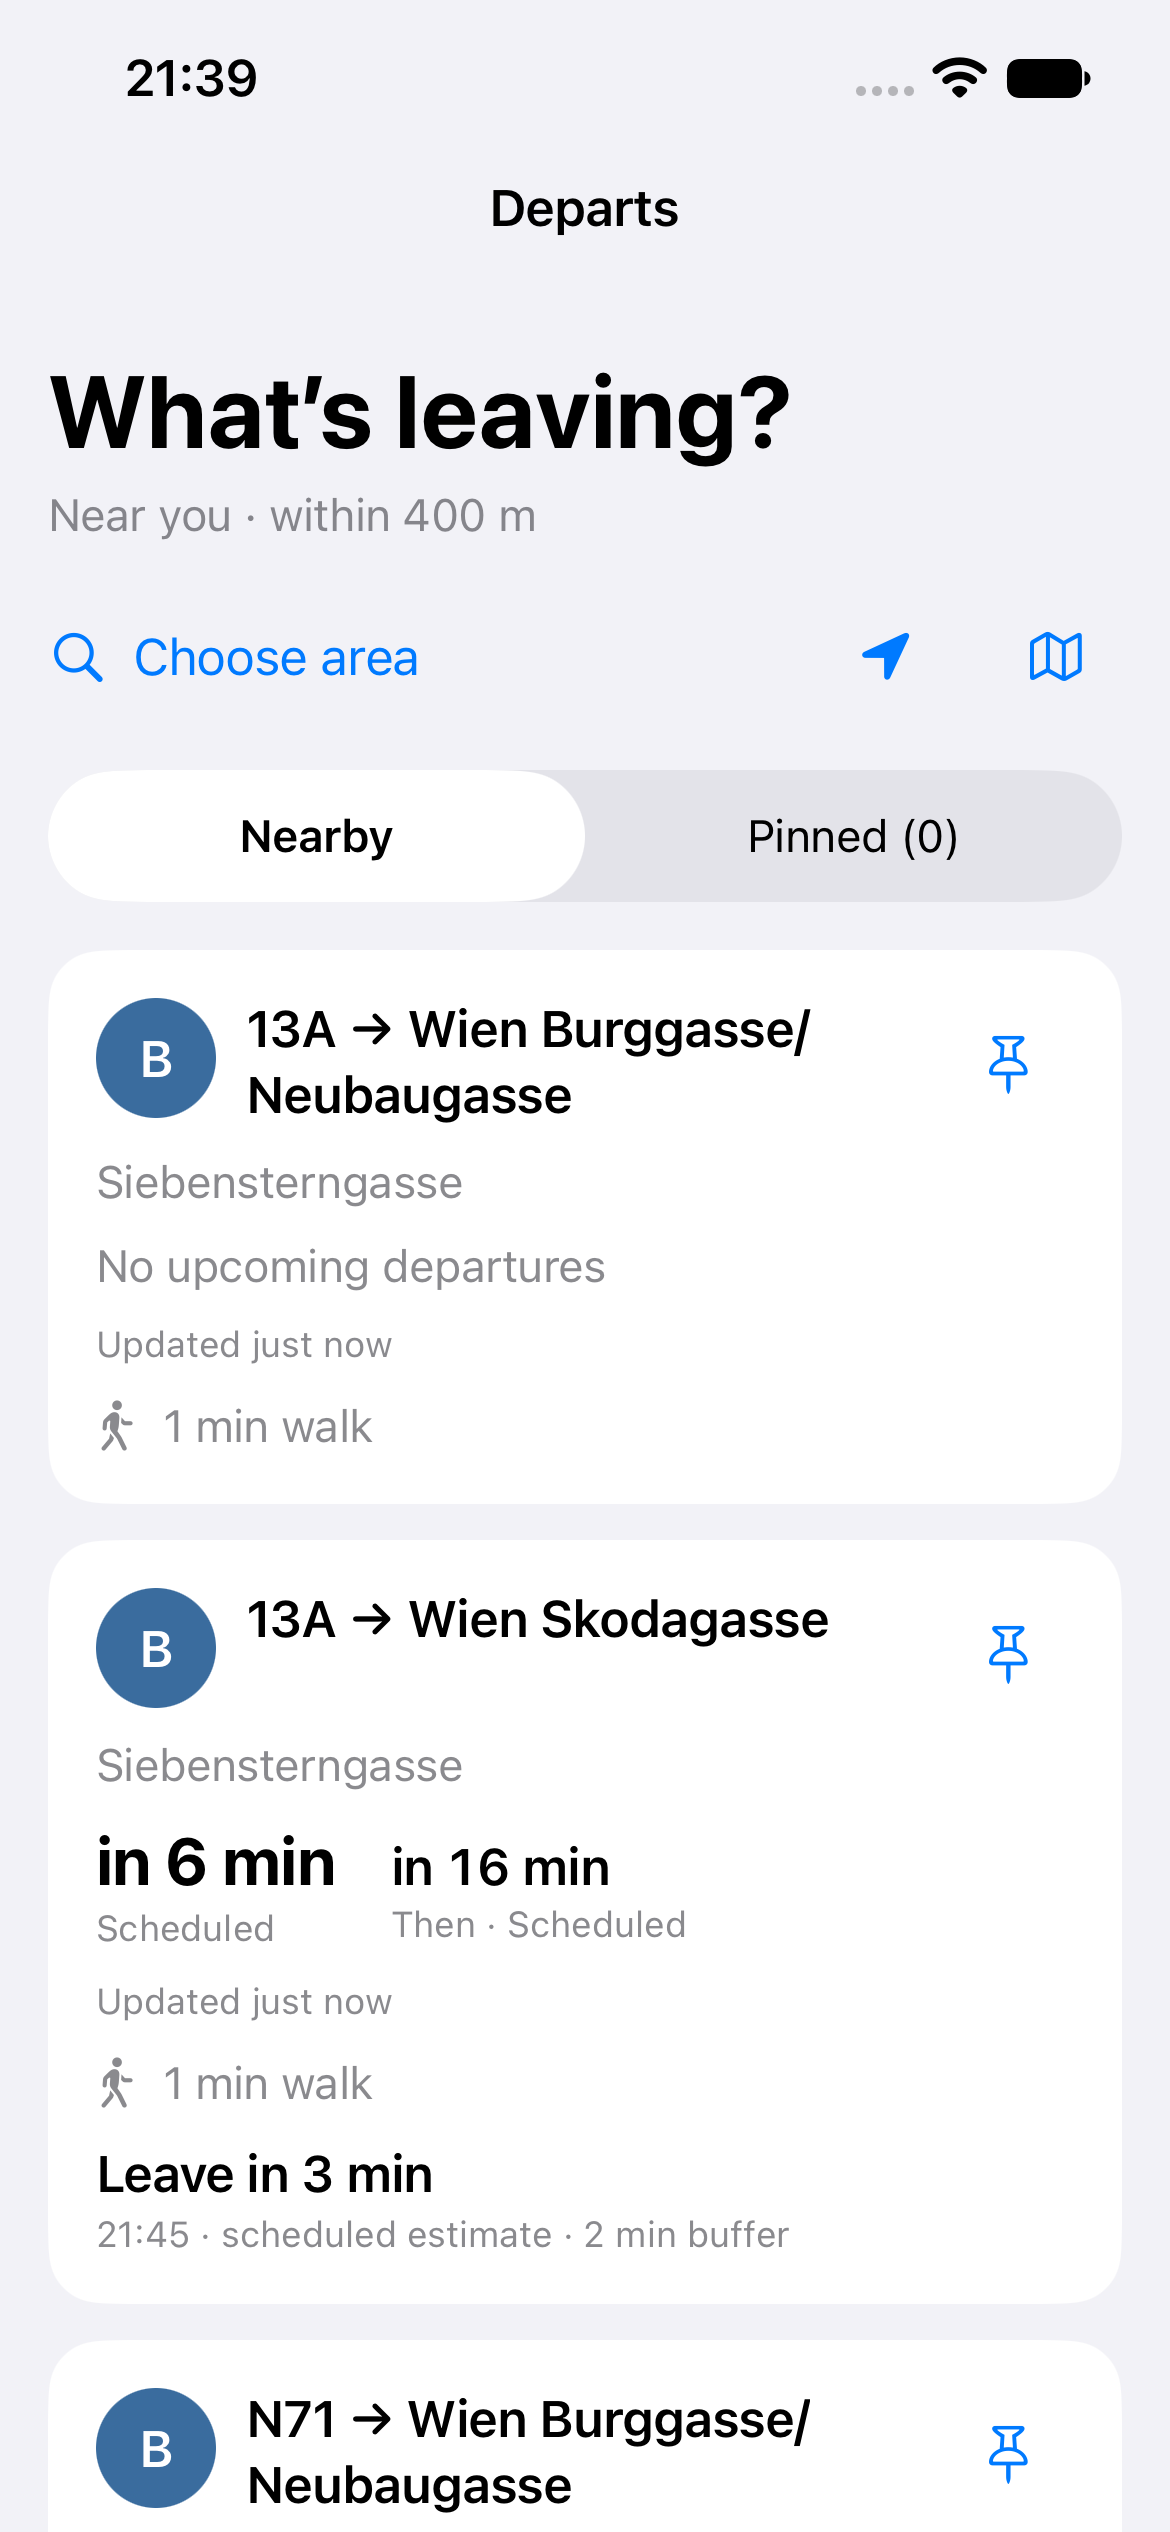 21:39
Departs
What’s leaving?
Near you · within 400 m
Choose area
Nearby
Pinned (0)
B
13A → Wien Burggasse/
Neubaugasse
Siebensterngasse
No upcoming departures
Updated just now
1 min walk
B
13A → Wien Skodagasse
Siebensterngasse
in 6 min
in 16 min
Scheduled
Then · Scheduled
Updated just now
1 min walk
Leave in 3 min
21:45 · scheduled estimate · 2 min buffer
B
N71 → Wien Burggasse/
Neubaugasse